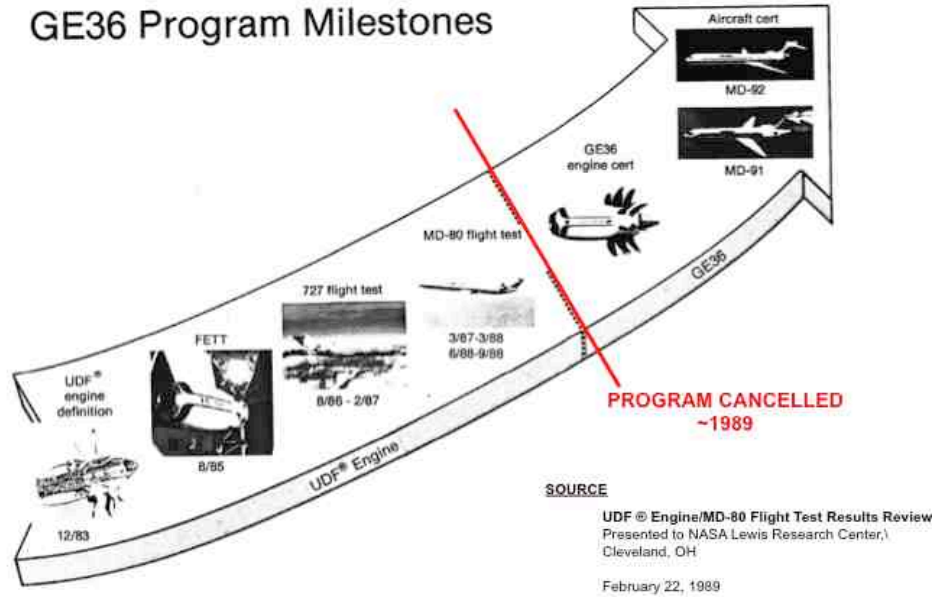 GE36 Program Milestones
Aircraft cert
MD-92
MD-91
GE36
engine cert
MD-80 flight test
3/87-3/88
6/88-9/88
727 flight test
8/86 - 2/87
FETT
8/85
UDF®
engine
definition
12/83
UDF® Engine
GE36
PROGRAM CANCELLED
~1989
SOURCE
UDF ® Engine/MD-80 Flight Test Results Review
Presented to NASA Lewis Research Center,\
Cleveland, OH
February 22, 1989